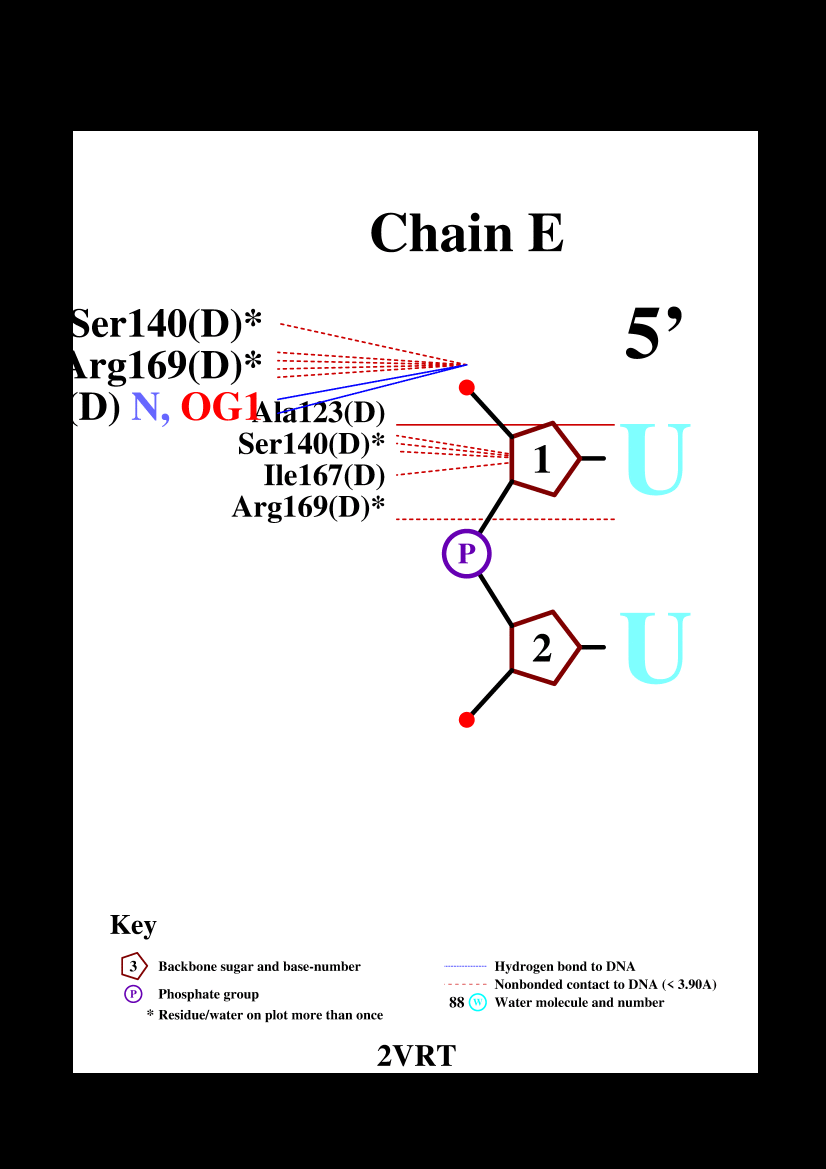 Chain E
5’
Ser140(D)*
Arg169(D)*
(D) N, OG1
Ala123(D)
Ser140(D)*
Ile167(D)
Arg169(D)*
1
U
P
2
U
Key
3 Backbone sugar and base-number
P Phosphate group
* Residue/water on plot more than once
Hydrogen bond to DNA
Nonbonded contact to DNA (< 3.90A)
88 W Water molecule and number
2VRT